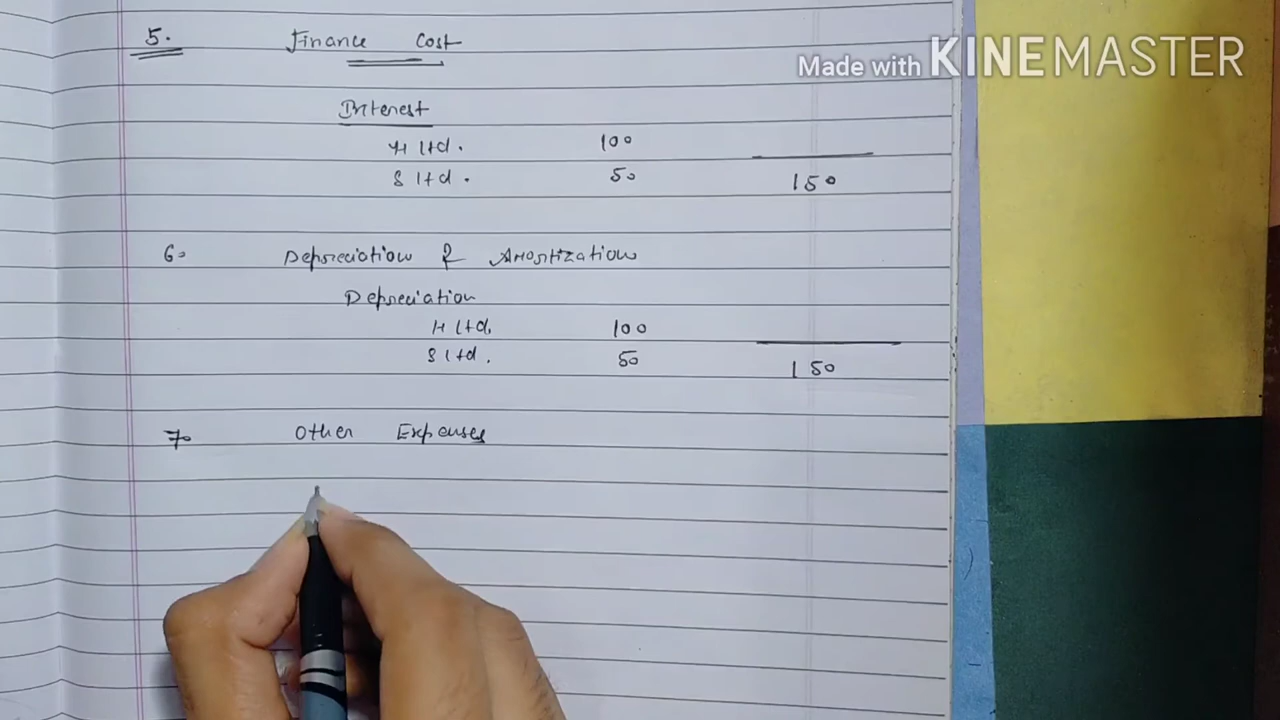 Made with KINEMASTER
5. Finance Cost
Interest
H ltd. 100
S ltd. 50 150
6. Depreciation & Amortization
Depreciation
H ltd. 100
S ltd. 50 150
7. Other Expenses